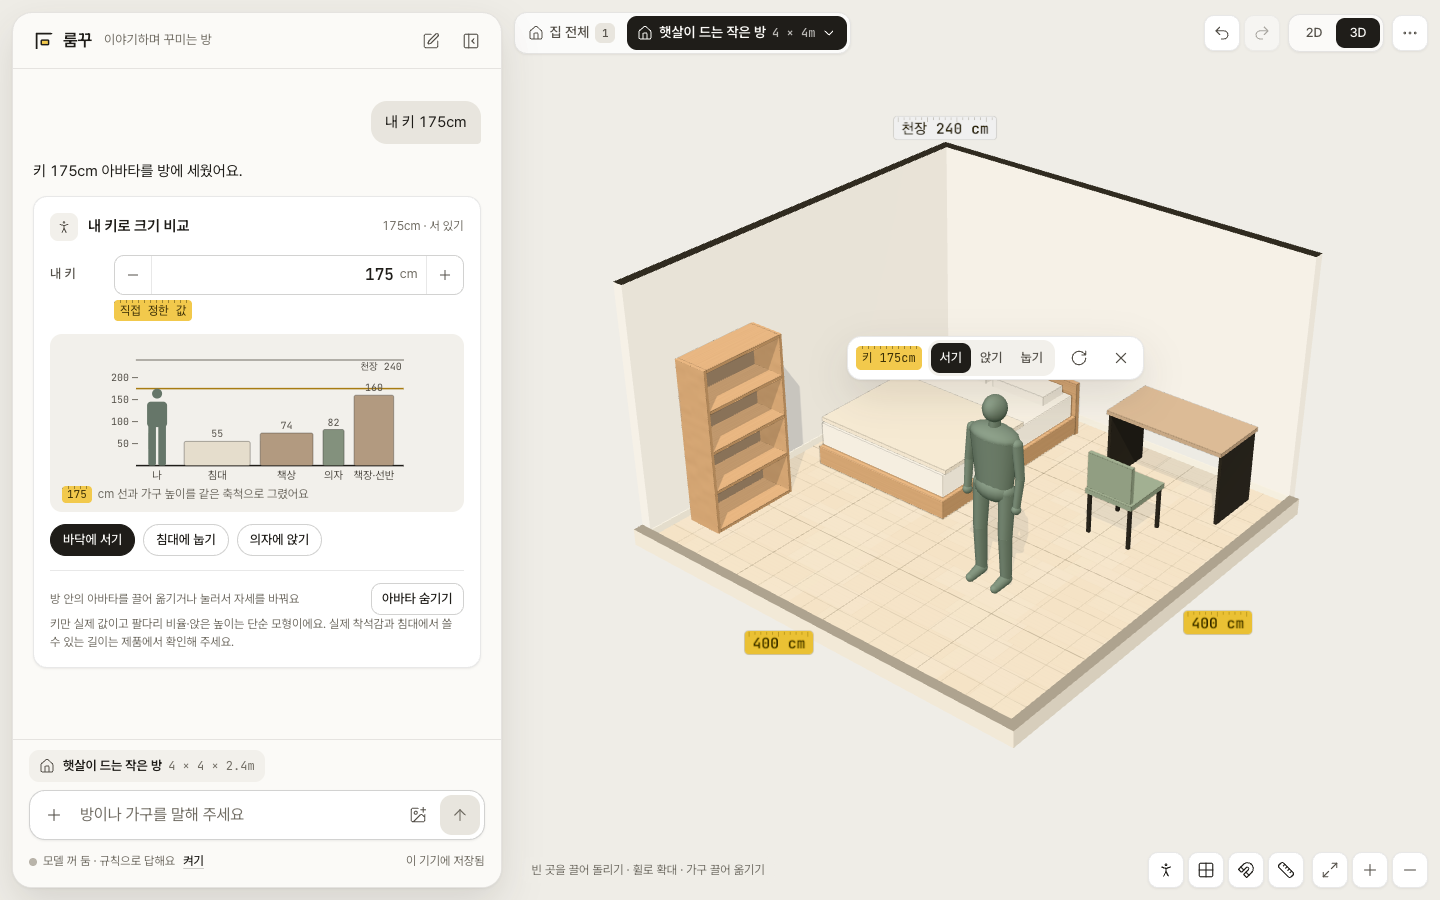 룸꾸 이야기하며 꾸미는 방
집 전체 1
햇살이 드는 작은 방 4 × 4m
2D 3D
내 키 175cm
키 175cm 아바타를 방에 세웠어요.
내 키로 크기 비교
175cm · 서 있기
내 키
175 cm
직접 정한 값
천장 240
200
150
100
50
160
55
74
82
나
침대
책상
의자
책장·선반
175 cm 선과 가구 높이를 같은 축척으로 그렸어요
바닥에 서기
침대에 눕기
의자에 앉기
방 안의 아바타를 끌어 옮기거나 눌러서 자세를 바꿔요
아바타 숨기기
키만 실제 값이고 팔다리 비율·앉은 높이는 단순 모형이에요. 실제 착석감과 침대에서 쓸
수 있는 길이는 제품에서 확인해 주세요.
햇살이 드는 작은 방 4 × 4 × 2.4m
방이나 가구를 말해 주세요
모델 꺼 둠 · 규칙으로 답해요 켜기
이 기기에 저장됨
천장 240 cm
키 175cm
서기
앉기
눕기
400 cm
400 cm
빈 곳을 끌어 돌리기 · 휠로 확대 · 가구 끌어 옮기기